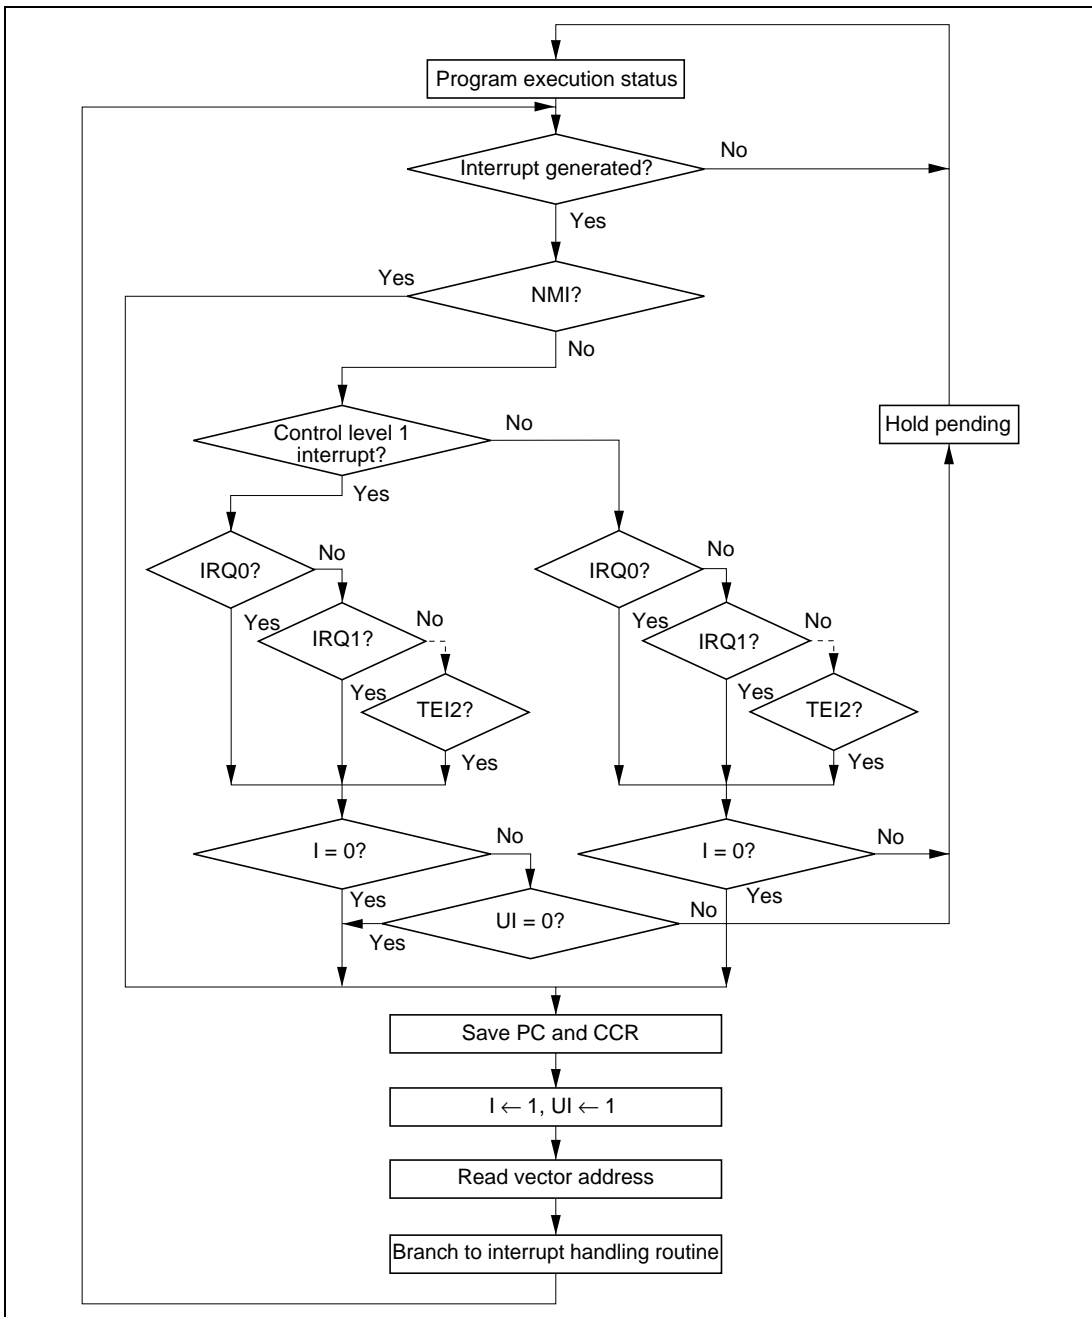 Program execution status
Interrupt generated?
No
Yes
Yes
NMI?
No
Control level 1
interrupt?
No
Hold pending
Yes
IRQ0?
No
IRQ0?
No
Yes
IRQ1?
No
Yes
IRQ1?
No
Yes
TEI2?
Yes
TEI2?
Yes
Yes
I = 0?
No
I = 0?
No
Yes
Yes
UI = 0?
No
Yes
Save PC and CCR
I ← 1, UI ← 1
Read vector address
Branch to interrupt handling routine